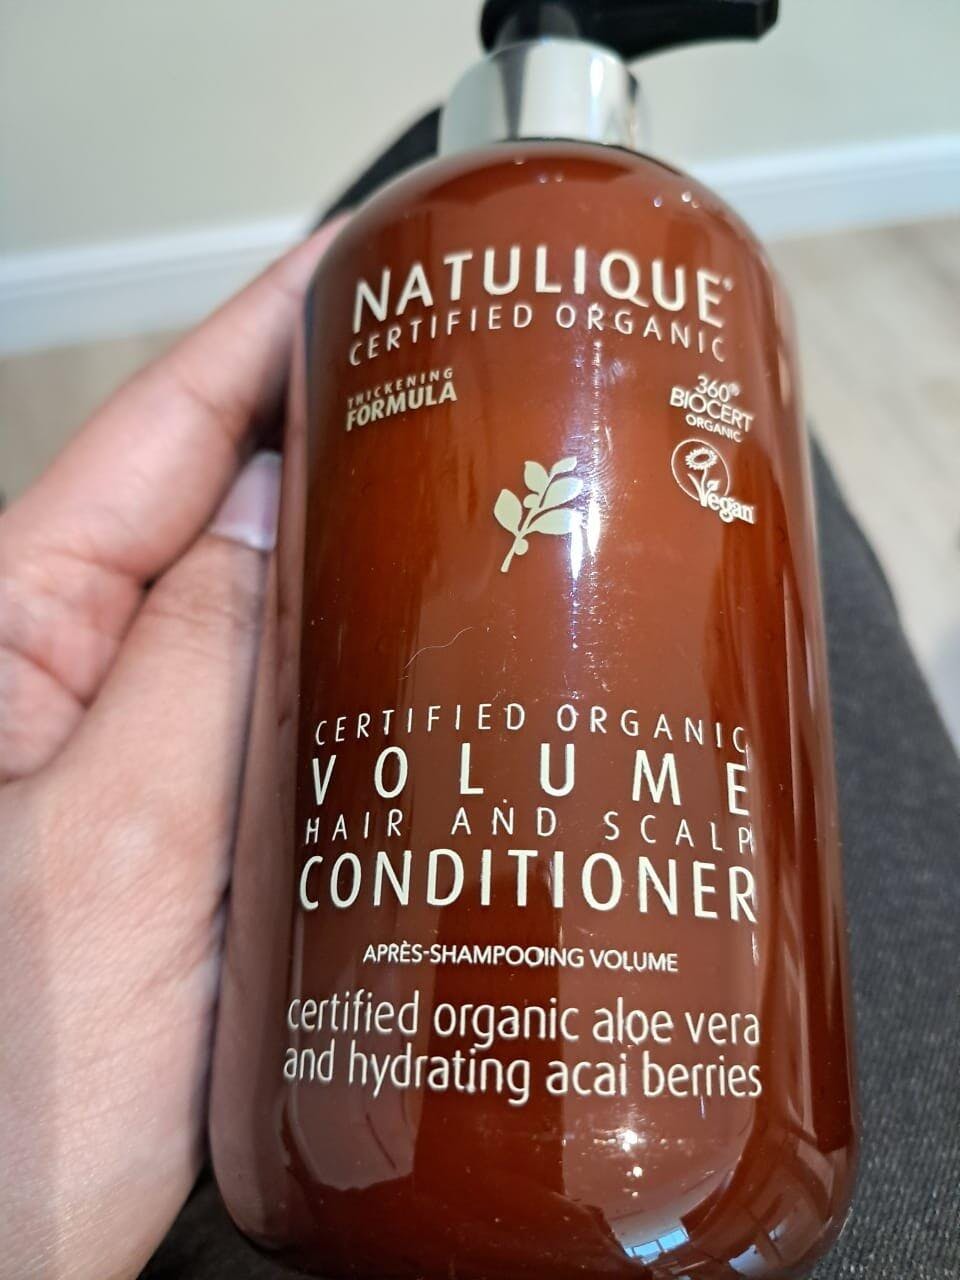 NATULIQUE®
CERTIFIED ORGANIC
THICKENING
FORMULA
360°
BIOCERT
ORGANIC
Vegan
CERTIFIED ORGANIC
VOLUME
HAIR AND SCALP
CONDITIONER
APRÈS-SHAMPOOING VOLUME
certified organic aloe vera
and hydrating acai berries